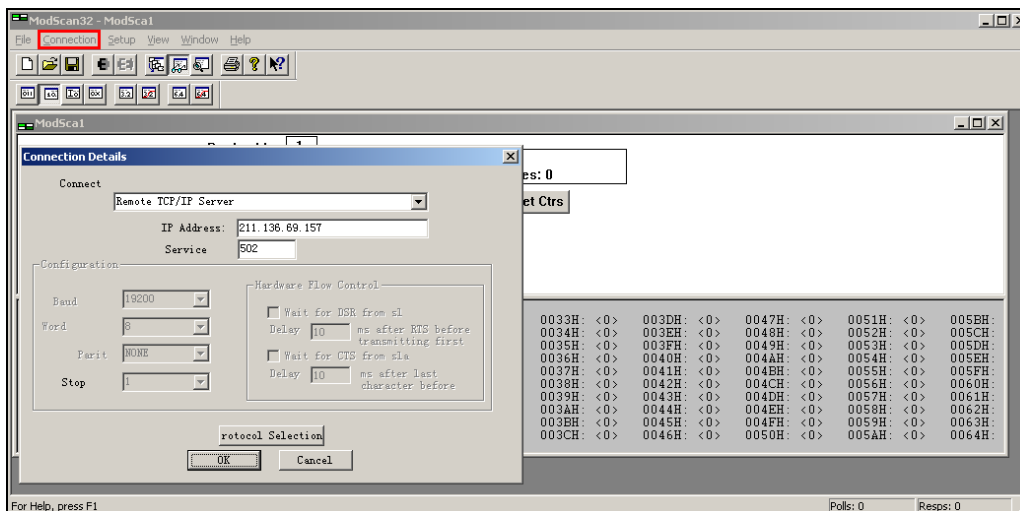 ModScan32 - ModSca1
File Connection Setup View Window Help
ModSca1
Connection Details
es: 0
et Ctrs
Connect
Remote TCP/IP Server
IP Address: 211.136.69.157
Service 502
Configuration
Baud 19200
Word 8
Parit NONE
Stop 1
Hardware Flow Control
Wait for DSR from sl
Delay 10 ms after RTS before
transmitting first
Wait for CTS from sla
Delay 10 ms after last
character before
rotocol Selection
OK Cancel
0033H: <0> 003DH: <0> 0047H: <0> 0051H: <0> 005BH:
0034H: <0> 003EH: <0> 0048H: <0> 0052H: <0> 005CH:
0035H: <0> 003FH: <0> 0049H: <0> 0053H: <0> 005DH:
0036H: <0> 0040H: <0> 004AH: <0> 0054H: <0> 005EH:
0037H: <0> 0041H: <0> 004BH: <0> 0055H: <0> 005FH:
0038H: <0> 0042H: <0> 004CH: <0> 0056H: <0> 0060H:
0039H: <0> 0043H: <0> 004DH: <0> 0057H: <0> 0061H:
003AH: <0> 0044H: <0> 004EH: <0> 0058H: <0> 0062H:
003BH: <0> 0045H: <0> 004FH: <0> 0059H: <0> 0063H:
003CH: <0> 0046H: <0> 0050H: <0> 005AH: <0> 0064H:
For Help, press F1
Polls: 0 Resps: 0